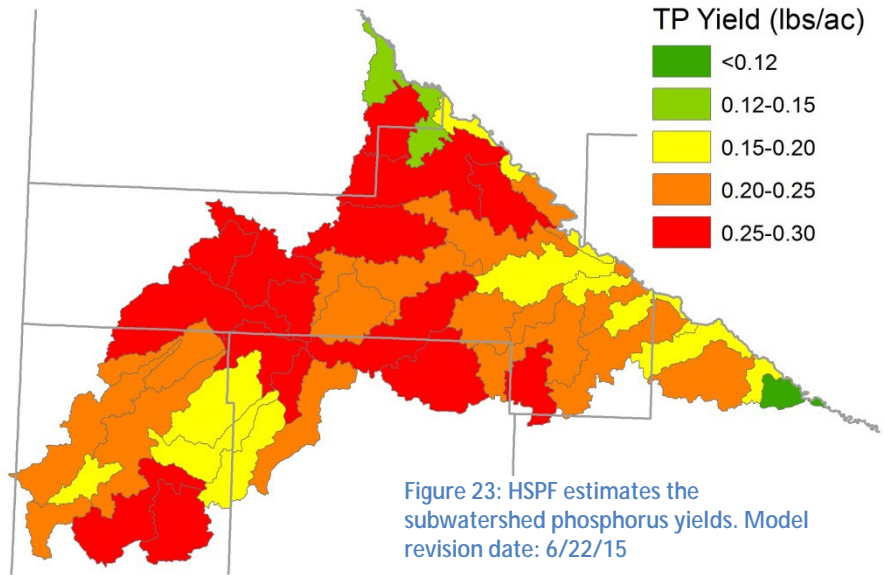 TP Yield (lbs/ac)
<0.12
0.12-0.15
0.15-0.20
0.20-0.25
0.25-0.30
Figure 23: HSPF estimates the
subwatershed phosphorus yields. Model
revision date: 6/22/15